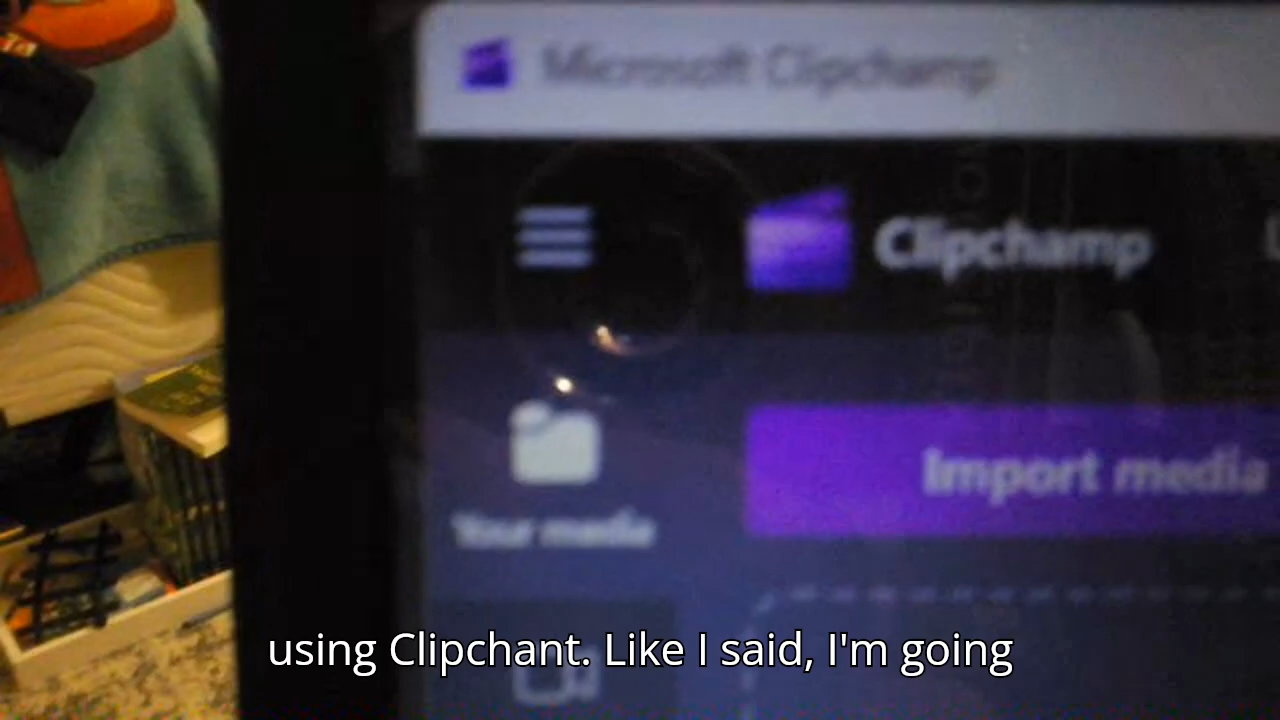 Microsoft Clipchamp
Clipchamp
Import media
Your media
using Clipchant. Like I said, I'm going